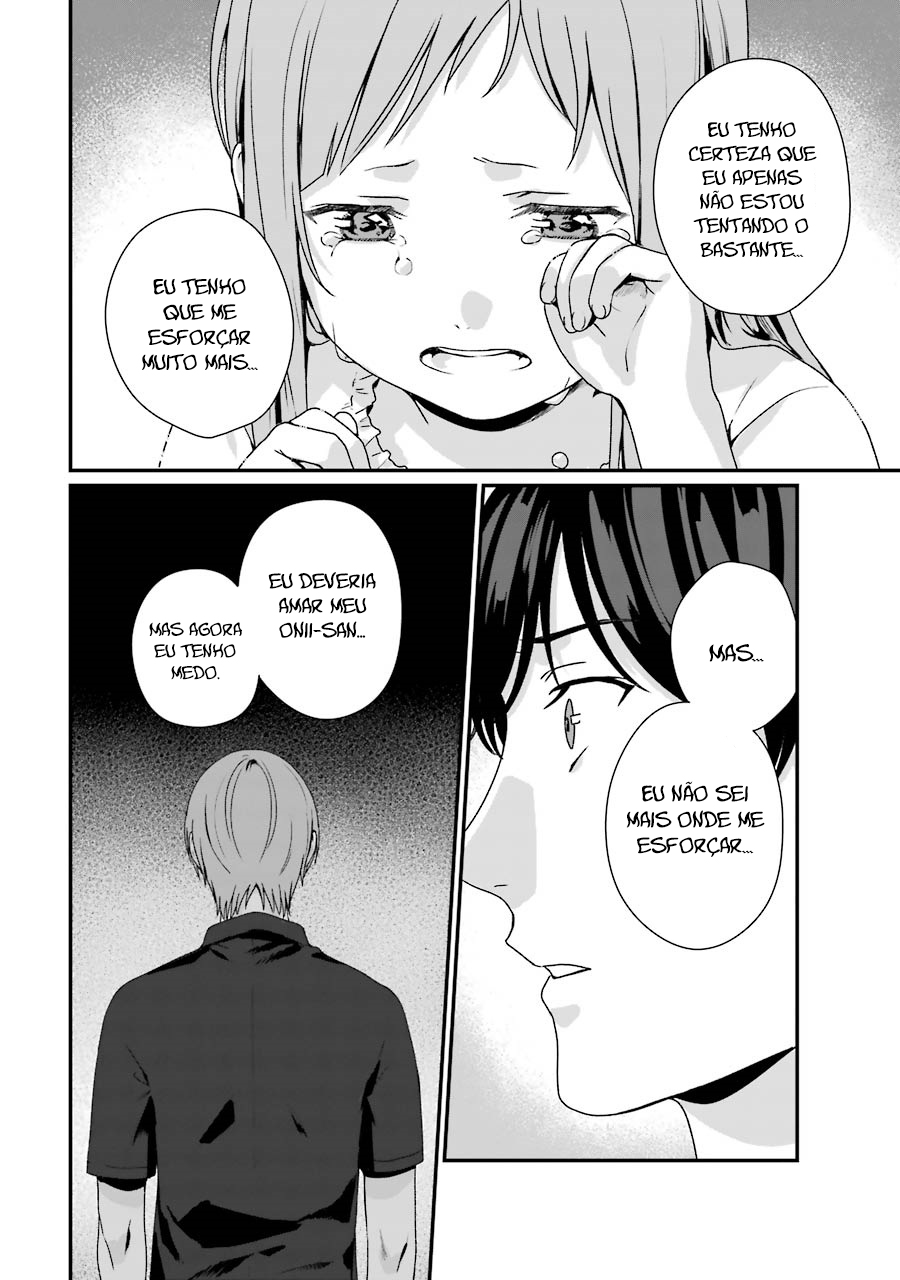 EU TENHO
CERTEZA QUE
EU APENAS
NÃO ESTOU
TENTANDO O
BASTANTE...
EU TENHO
QUE ME
ESFORÇAR
MUITO MAIS...
MAS...
EU NÃO SEI
MAIS ONDE ME
ESFORÇAR...
EU DEVERIA
AMAR MEU
ONII-SAN...
MAS AGORA
EU TENHO
MEDO.